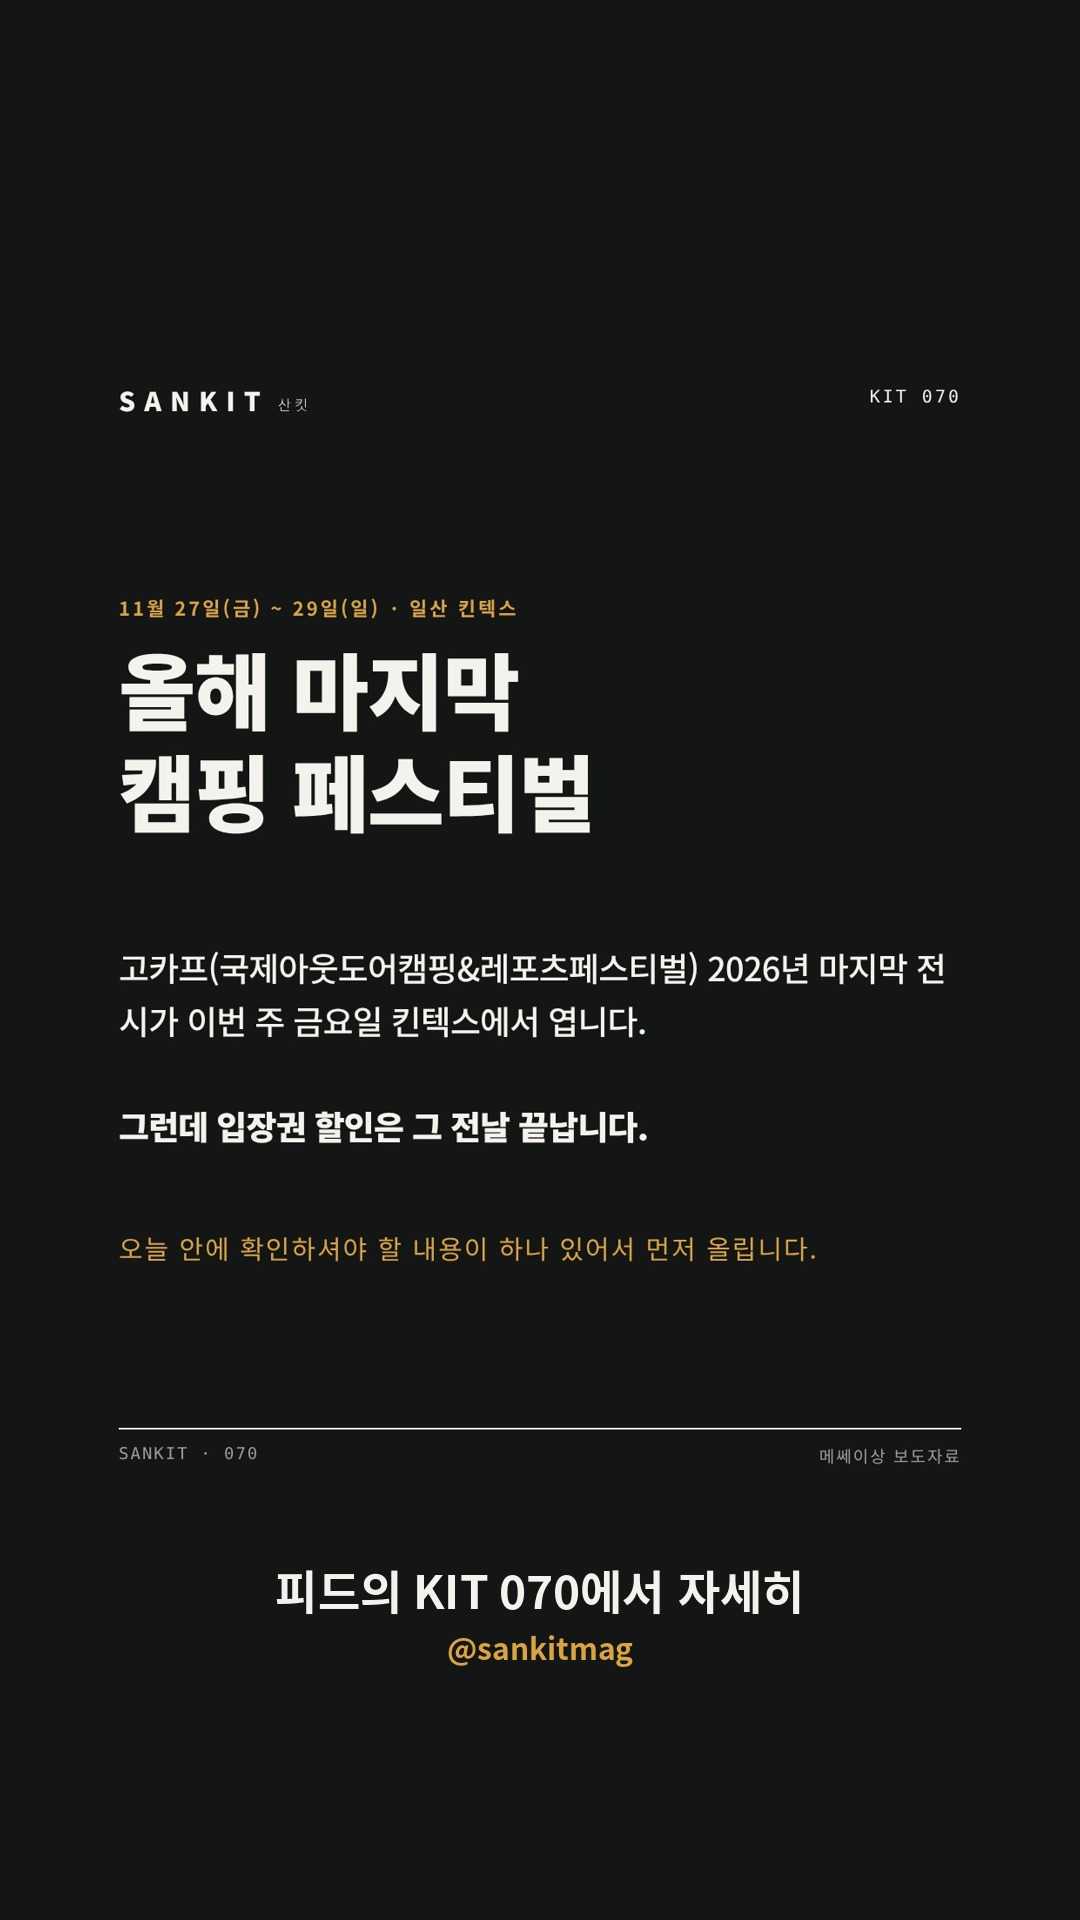 SANKIT 산킷
KIT 070
11월 27일(금) ~ 29일(일) · 일산 킨텍스
올해 마지막
캠핑 페스티벌
고카프(국제아웃도어캠핑&레포츠페스티벌) 2026년 마지막 전
시가 이번 주 금요일 킨텍스에서 엽니다.
그런데 입장권 할인은 그 전날 끝납니다.
오늘 안에 확인하셔야 할 내용이 하나 있어서 먼저 올립니다.
SANKIT · 070
메쎄이상 보도자료
피드의 KIT 070에서 자세히
@sankitmag